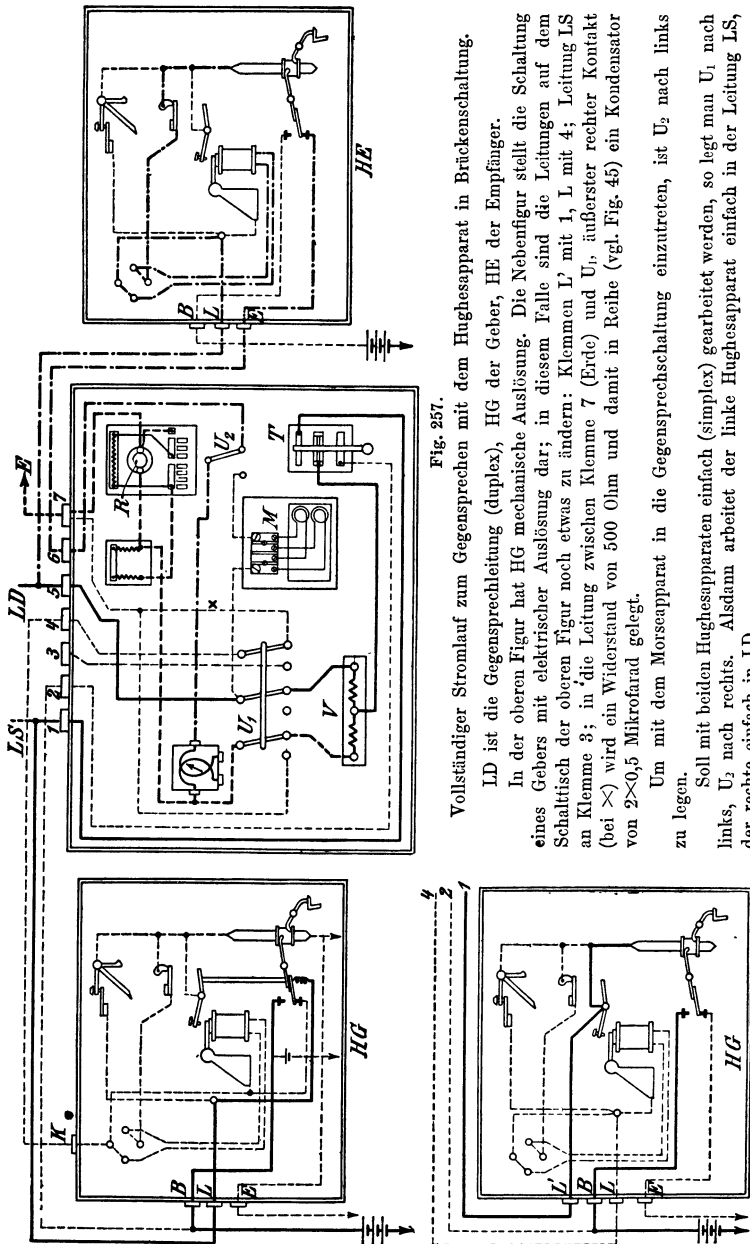 LS
LD
E
1
2
3
4
5
6
7
K
B
L
E
HG
U₁
V
R
U₂
M
T
×
B
L
E
HE
L'
B
L
E
4
2
1
HG
Fig. 257.
Vollständiger Stromlauf zum Gegensprechen mit dem Hughesapparat in Brückenschaltung.
LD ist die Gegensprechleitung (duplex), HG der Geber, HE der Empfänger.
In der oberen Figur hat HG mechanische Auslösung. Die Nebenfigur stellt die Schaltung
eines Gebers mit elektrischer Auslösung dar; in diesem Falle sind die Leitungen auf dem
Schalttisch der oberen Figur noch etwas zu ändern: Klemmen L' mit 1, L mit 4; Leitung LS
an Klemme 3; in die Leitung zwischen Klemme 7 (Erde) und U₁, äußerster rechter Kontakt
(bei ×) wird ein Widerstand von 500 Ohm und damit in Reihe (vgl. Fig. 45) ein Kondensator
von 2×0,5 Mikrofarad gelegt.
Um mit dem Morseapparat in die Gegensprechschaltung einzutreten, ist U₂ nach links
zu legen.
Soll mit beiden Hughesapparaten einfach (simplex) gearbeitet werden, so legt man U₁ nach
links, U₂ nach rechts. Alsdann arbeitet der linke Hughesapparat einfach in der Leitung LS,
der rechte einfach in LD.